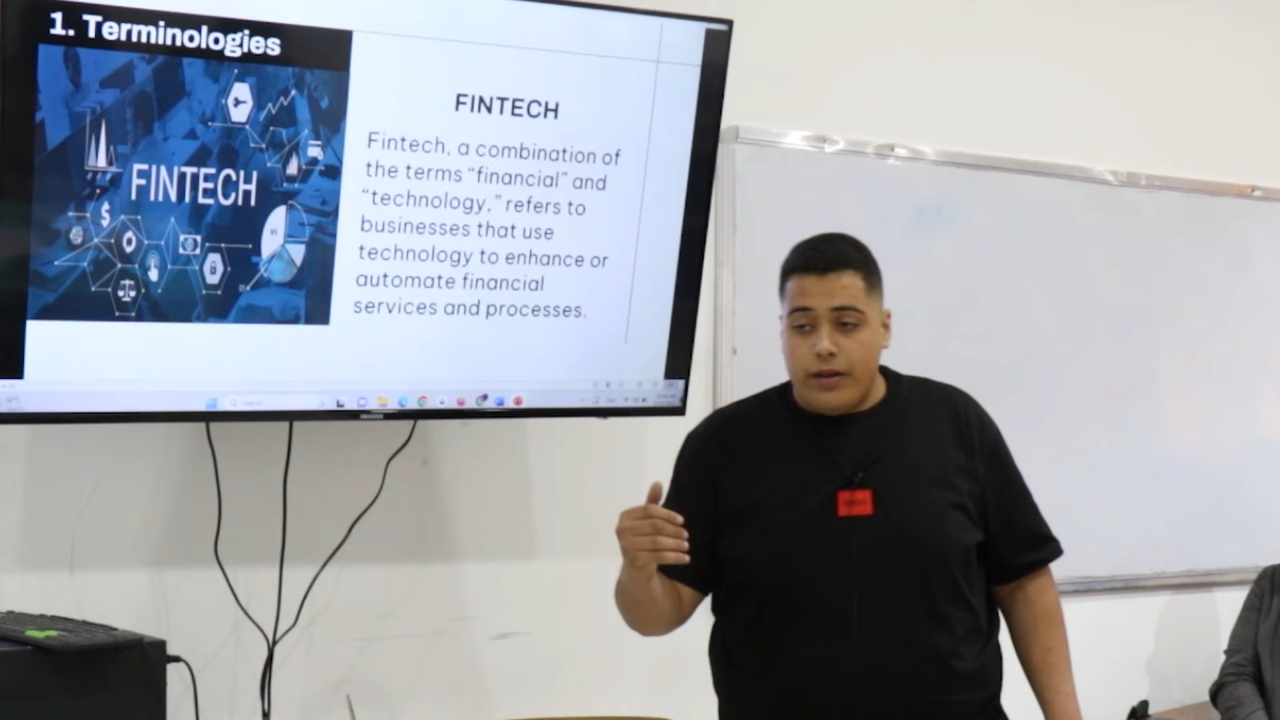 1. Terminologies
FINTECH
$
FINTECH
Fintech, a combination of
the terms “financial” and
“technology,” refers to
businesses that use
technology to enhance or
automate financial
services and processes.
Search